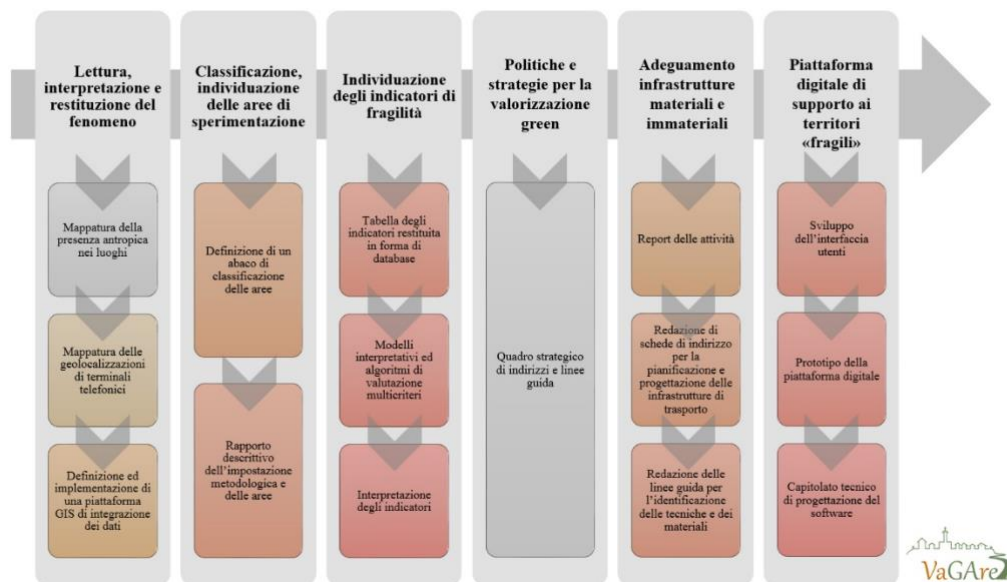 Lettura,
interpretazione e
restituzione del
fenomeno
Mappatura della
presenza antropica
nei luoghi
Mappatura delle
geolocalizzazioni
di terminali
telefonici
Definizione ed
implementazione di
una piattaforma
GIS di integrazione
dei dati
Classificazione,
individuazione
delle aree di
sperimentazione
Definizione di un
abaco di
classificazione
delle aree
Rapporto
descrittivo
dell'impostazione
metodologica e
delle aree
Individuazione
degli indicatori di
fragilità
Tabella degli
indicatori restituita
in forma di
database
Modelli
interpretativi ed
algoritmi di
valutazione
multicriteri
Interpretazione
degli indicatori
Politiche e
strategie per la
valorizzazione
green
Quadro strategico
di indirizzi e linee
guida
Adeguamento
infrastrutture
materiali e
immateriali
Report delle attività
Redazione di
schede di indirizzo
per la
pianificazione e
progettazione delle
infrastrutture di
trasporto
Redazione delle
linee guida per
l'identificazione
delle tecniche e dei
materiali
Piattaforma
digitale di
supporto ai
territori
«fragili»
Sviluppo
dell'interfaccia
utenti
Prototipo della
piattaforma digitale
Capitolato tecnico
di progettazione del
software
VaGAre